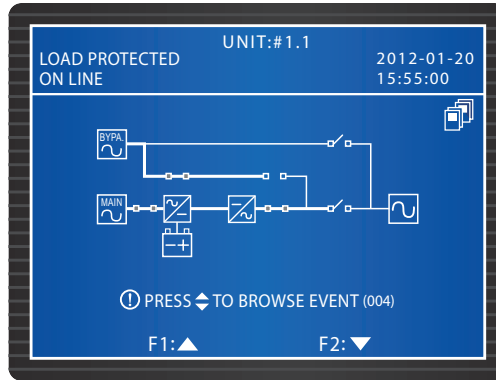 UNIT:#1.1
LOAD PROTECTED
ON LINE
2012-01-20
15:55:00
BYPA.
MAIN
PRESS TO BROWSE EVENT (004)
F1:
F2: